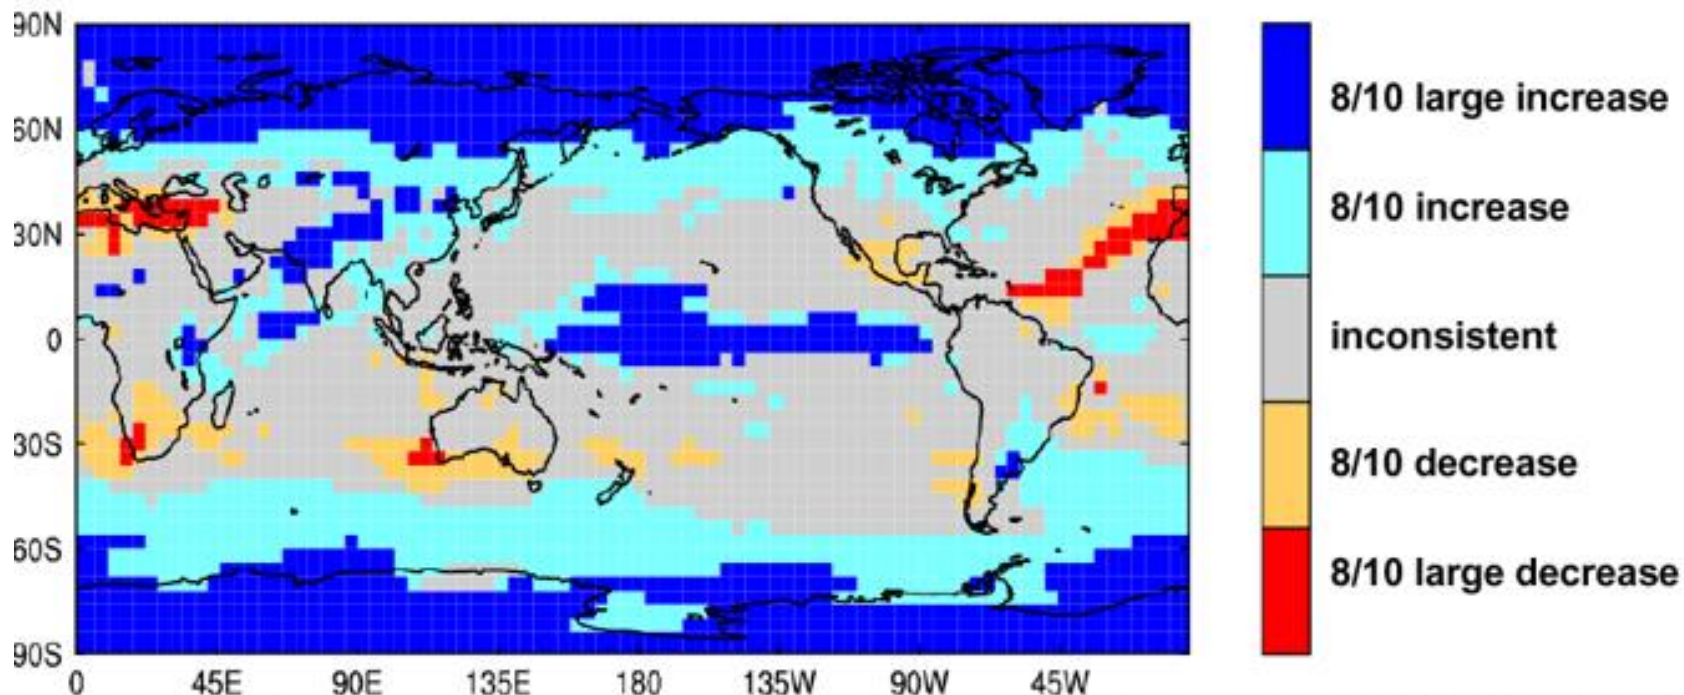 90N
60N
30N
0
30S
60S
90S
0 45E 90E 135E 180 135W 90W 45W
8/10 large increase
8/10 increase
inconsistent
8/10 decrease
8/10 large decrease